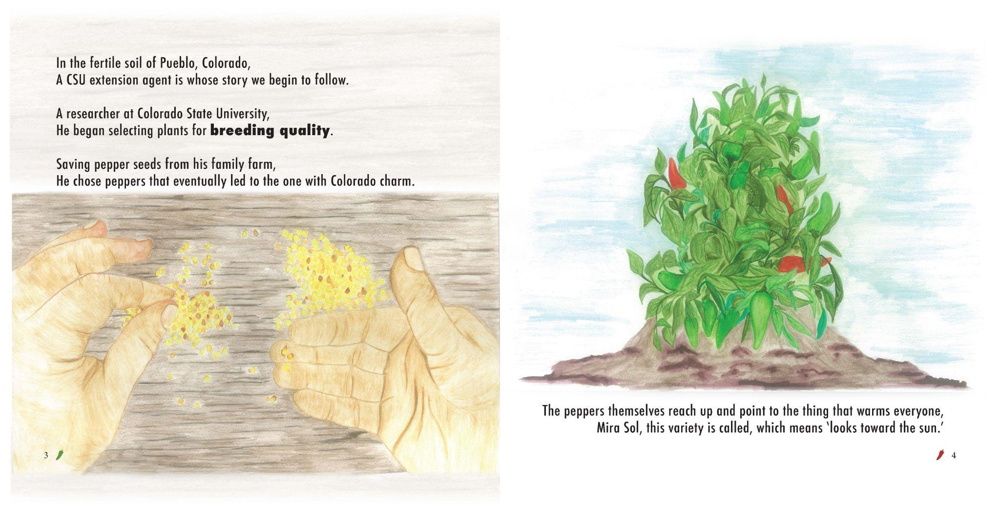 In the fertile soil of Pueblo, Colorado,
A CSU extension agent is whose story we begin to follow.
A researcher at Colorado State University,
He began selecting plants for breeding quality.
Saving pepper seeds from his family farm,
He chose peppers that eventually led to the one with Colorado charm.
3
The peppers themselves reach up and point to the thing that warms everyone,
Mira Sol, this variety is called, which means ‘looks toward the sun.’
4